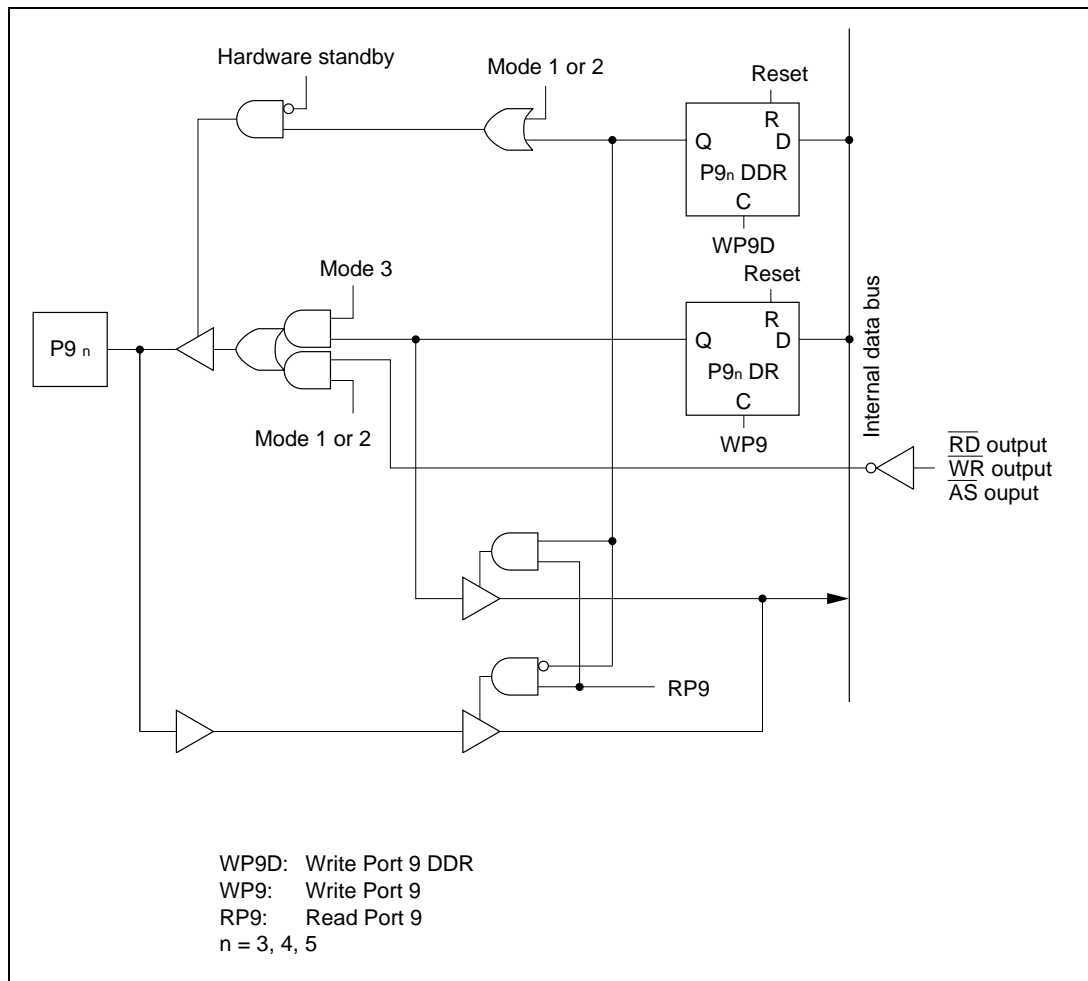 Hardware standby
Mode 1 or 2
Reset
R
Q D
P9n DDR
C
WP9D
Mode 3
Reset
R
Q D
P9n DR
C
WP9
P9 n
Mode 1 or 2
Internal data bus
RD output
WR output
AS ouput
RP9
WP9D: Write Port 9 DDR
WP9: Write Port 9
RP9: Read Port 9
n = 3, 4, 5